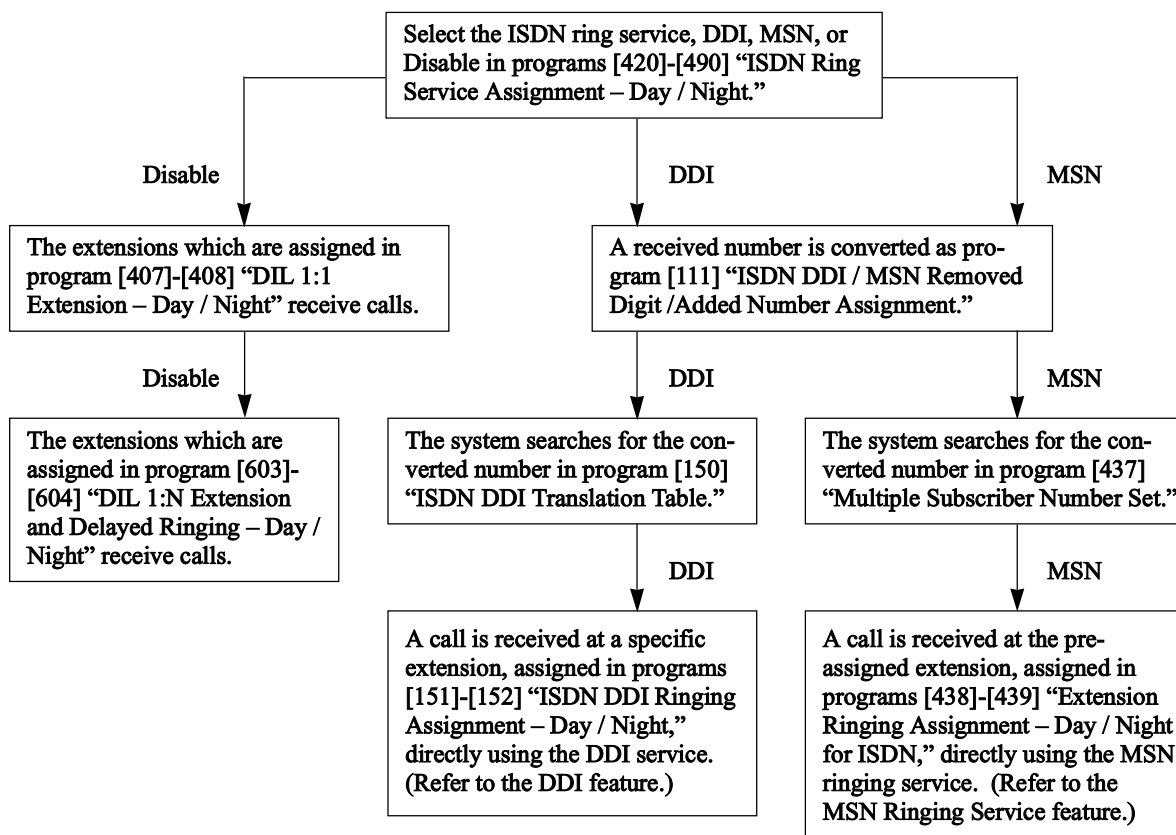 Select the ISDN ring service, DDI, MSN, or
Disable in programs [420]-[490] “ISDN Ring
Service Assignment – Day / Night.”
Disable
DDI
MSN
The extensions which are assigned in
program [407]-[408] “DIL 1:1
Extension – Day / Night” receive calls.
A received number is converted as pro-
gram [111] “ISDN DDI / MSN Removed
Digit /Added Number Assignment.”
Disable
DDI
MSN
The extensions which are
assigned in program [603]-
[604] “DIL 1:N Extension
and Delayed Ringing – Day /
Night” receive calls.
The system searches for the con-
verted number in program [150]
“ISDN DDI Translation Table.”
The system searches for the con-
verted number in program [437]
“Multiple Subscriber Number Set.”
DDI
MSN
A call is received at a specific
extension, assigned in programs
[151]-[152] “ISDN DDI Ringing
Assignment – Day / Night,”
directly using the DDI service.
(Refer to the DDI feature.)
A call is received at the pre-
assigned extension, assigned in
programs [438]-[439] “Extension
Ringing Assignment – Day / Night
for ISDN,” directly using the MSN
ringing service.  (Refer to the
MSN Ringing Service feature.)